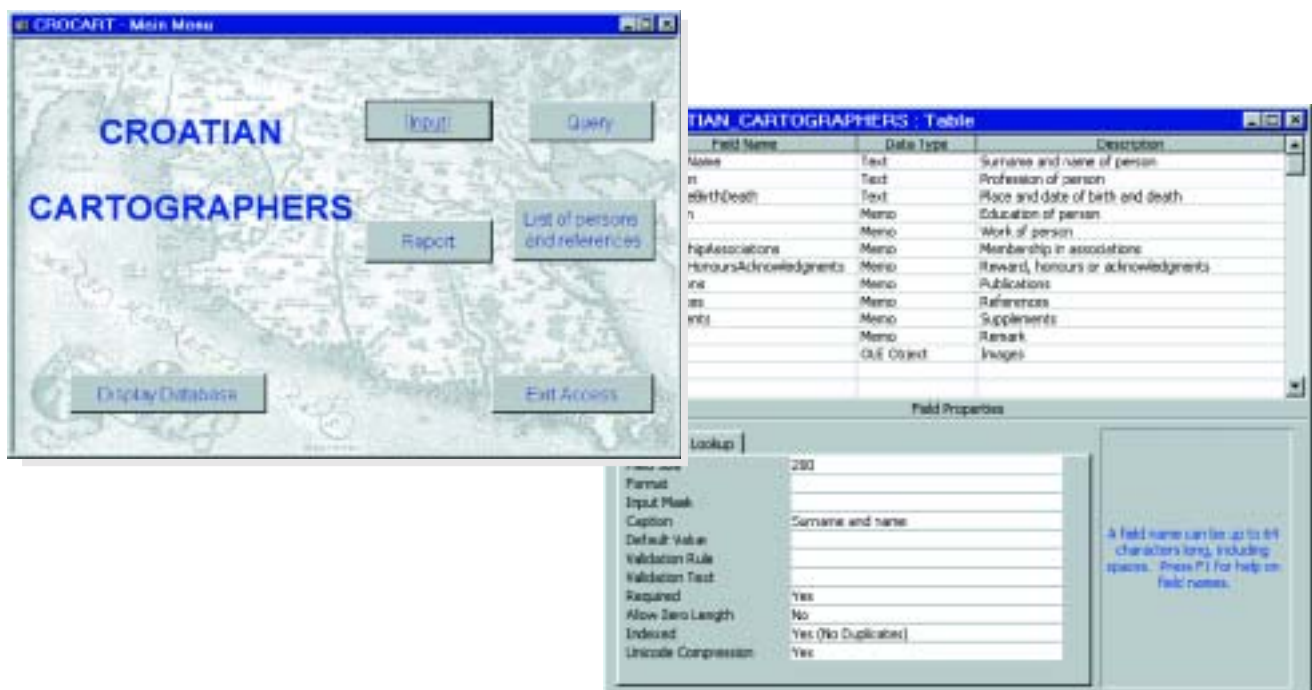 CROCART - Main Menu
CROATIAN
CARTOGRAPHERS
Input
Query
Report
List of persons
and references
Display Database
Exit Access
TIAN_CARTOGRAPHERS : Table
Field Name Data Type Description
Name Text Surname and name of person
n Text Profession of person
eBirthDeath Text Place and date of birth and death
n Memo Education of person
Memo Work of person
hipAssociations Memo Membership in associations
HonoursAcknowledgments Memo Reward, honours or acknowledgments
ons Memo Publications
ces Memo References
ents Memo Supplements
Memo Remark
OLE Object Images
Field Properties
Lookup
Field Size
Format
Input Mask
Caption Surname and name
Default Value
Validation Rule
Validation Text
Required Yes
Allow Zero Length No
Indexed Yes (No Duplicates)
Unicode Compression Yes
A field name can be up to 64
characters long, including
spaces. Press F1 for help on
field names.